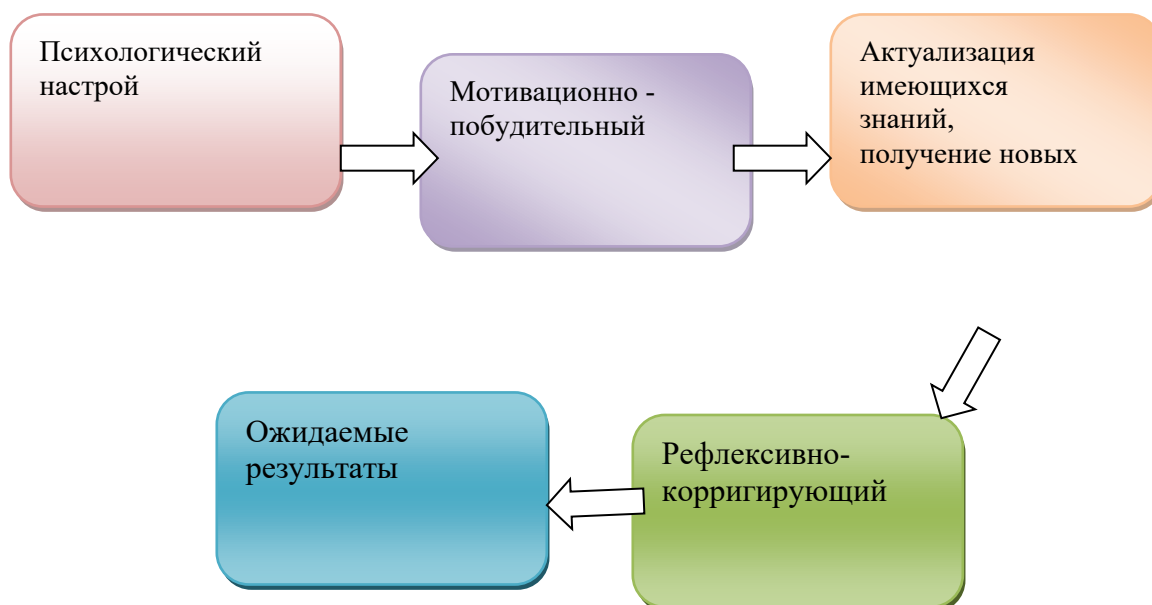 Психологический
настрой
Мотивационно -
побудительный
Актуализация
имеющихся
знаний,
получение новых
Рефлексивно-
корригирующий
Ожидаемые
результаты